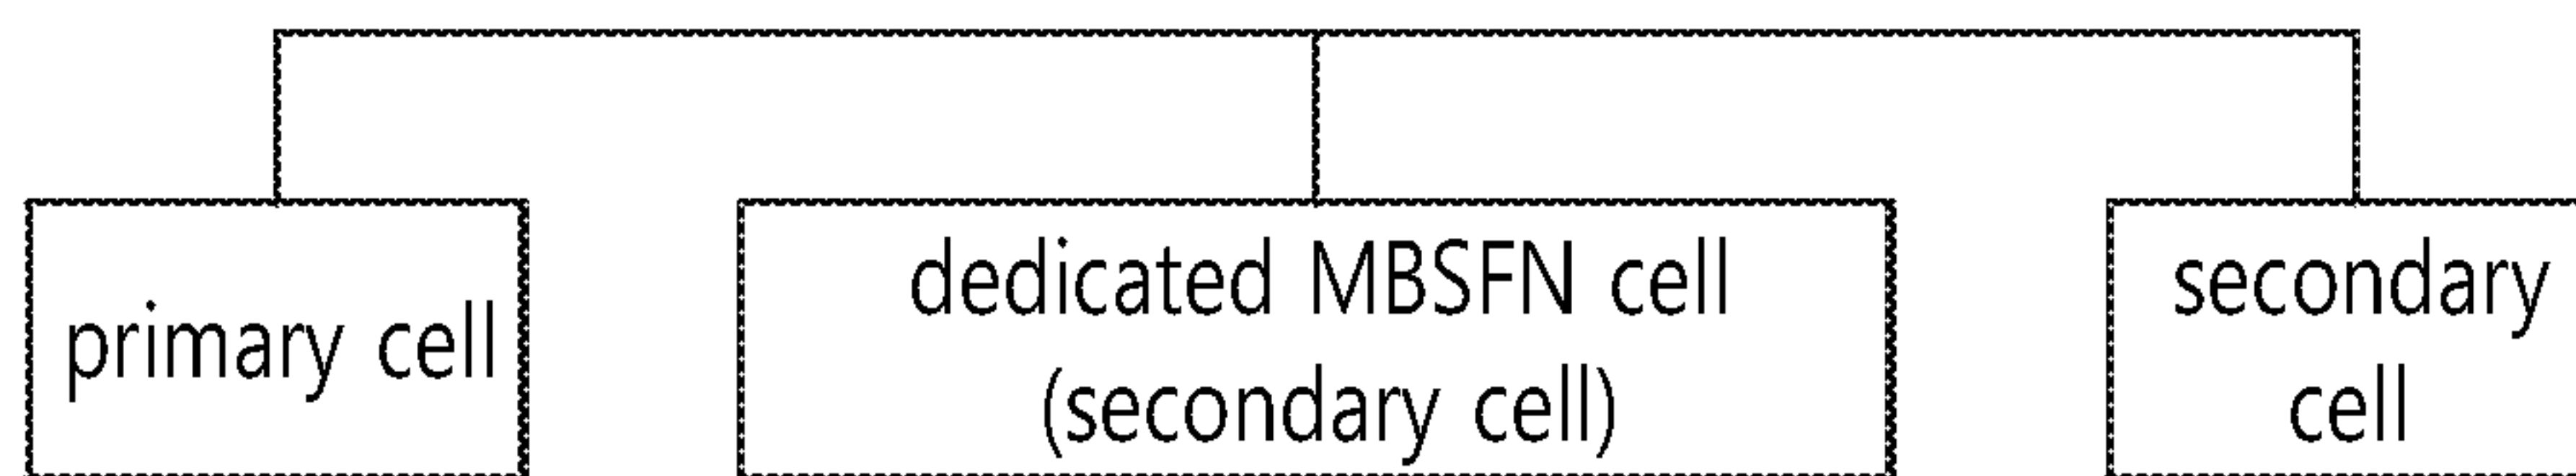 primary cell
dedicated MBSFN cell
(secondary cell)
secondary
cell